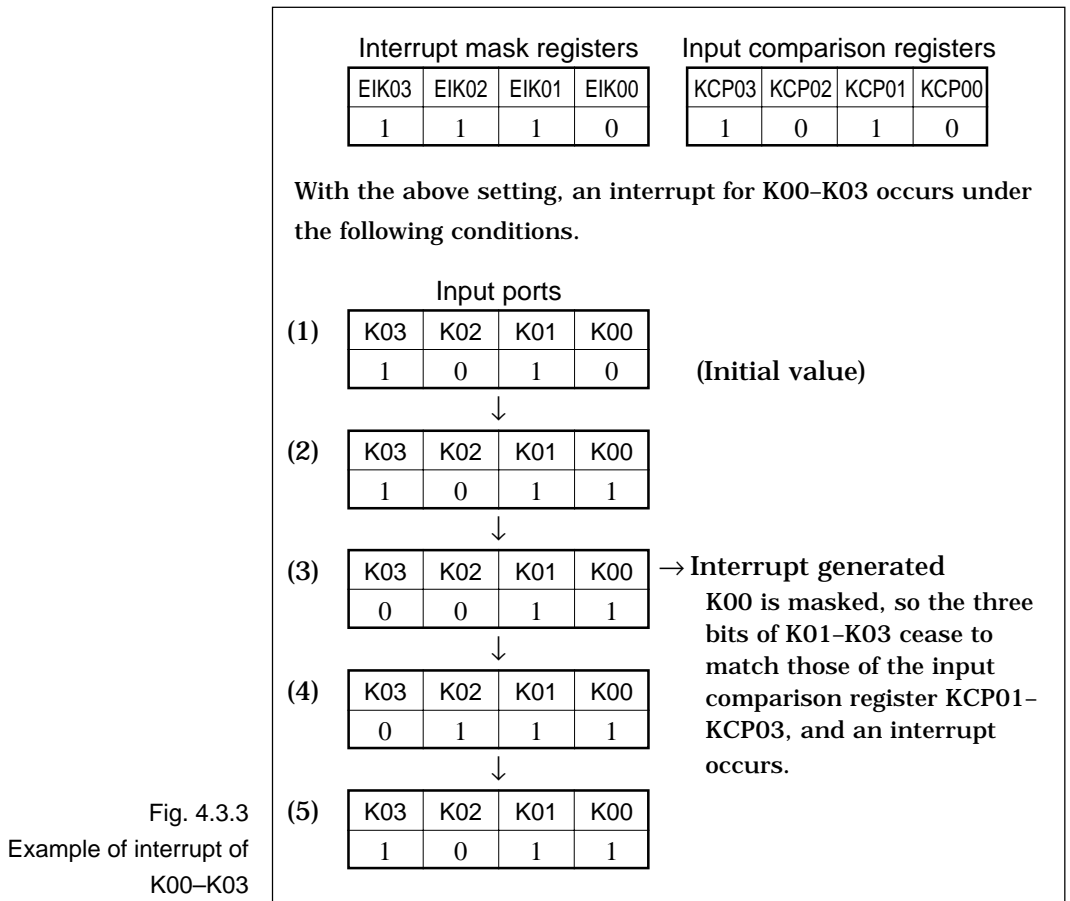 Interrupt mask registers Input comparison registers
EIK03 EIK02 EIK01 EIK00 KCP03 KCP02 KCP01 KCP00
1 1 1 0 1 0 1 0
With the above setting, an interrupt for K00–K03 occurs under
the following conditions.
Input ports
(1) K03 K02 K01 K00
1 0 1 0 (Initial value)
↓
(2) K03 K02 K01 K00
1 0 1 1
↓
(3) K03 K02 K01 K00 → Interrupt generated
0 0 1 1
K00 is masked, so the three
bits of K01–K03 cease to
match those of the input
comparison register KCP01–
KCP03, and an interrupt
occurs.
↓
(4) K03 K02 K01 K00
0 1 1 1
↓
(5) K03 K02 K01 K00
1 0 1 1
Fig. 4.3.3
Example of interrupt of
K00–K03